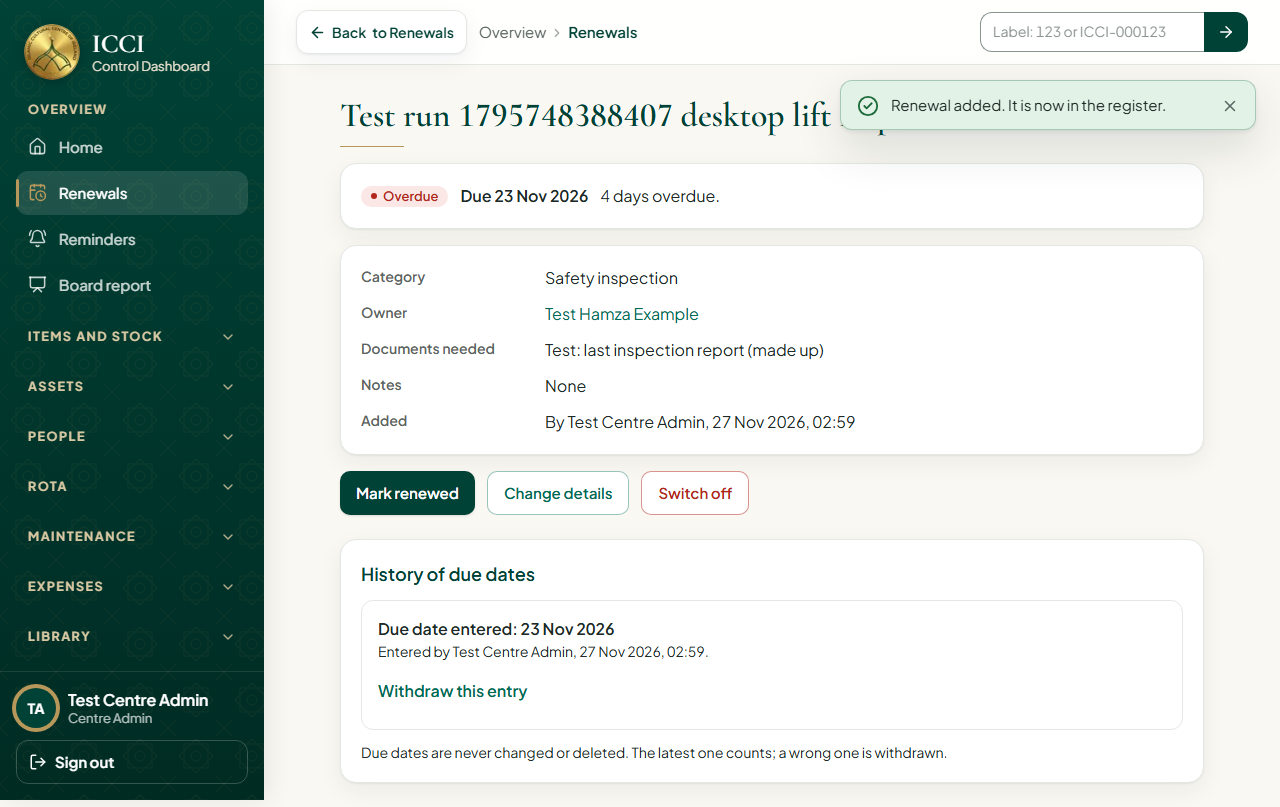 ICCI
Control Dashboard
OVERVIEW
Home
Renewals
Reminders
Board report
ITEMS AND STOCK
ASSETS
PEOPLE
ROTA
MAINTENANCE
EXPENSES
LIBRARY
TA
Test Centre Admin
Centre Admin
Sign out
Back to Renewals
Overview > Renewals
Label: 123 or ICCI-000123
Renewal added. It is now in the register.
Test run 1795748388407 desktop lift
Overdue Due 23 Nov 2026 4 days overdue.
Category Safety inspection
Owner Test Hamza Example
Documents needed Test: last inspection report (made up)
Notes None
Added By Test Centre Admin, 27 Nov 2026, 02:59
Mark renewed Change details Switch off
History of due dates
Due date entered: 23 Nov 2026
Entered by Test Centre Admin, 27 Nov 2026, 02:59.
Withdraw this entry
Due dates are never changed or deleted. The latest one counts; a wrong one is withdrawn.